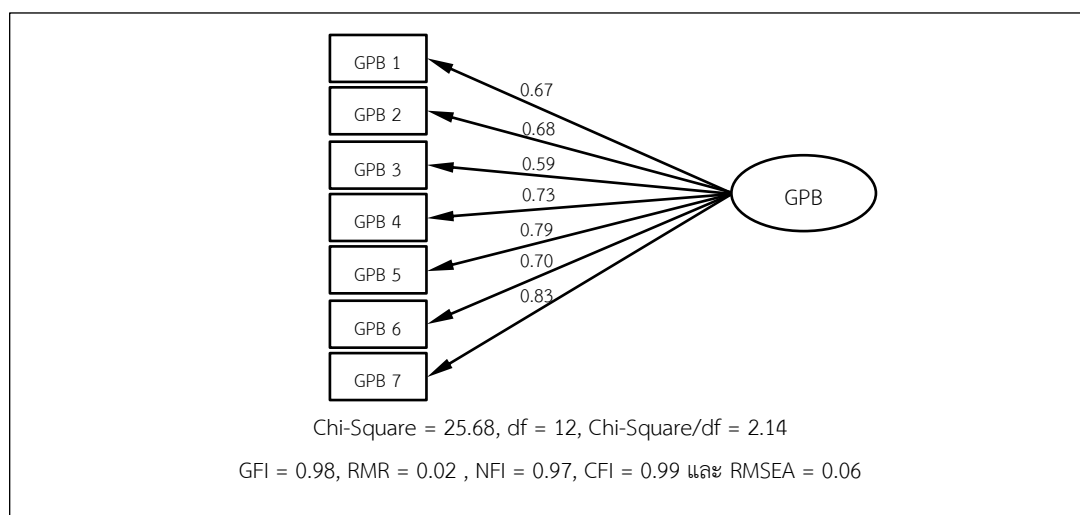 GPB 1
0.67
GPB 2
0.68
GPB 3
0.59
GPB 4
0.73
GPB
GPB 5
0.79
GPB 6
0.70
GPB 7
0.83
Chi-Square = 25.68, df = 12, Chi-Square/df = 2.14
GFI = 0.98, RMR = 0.02 , NFI = 0.97, CFI = 0.99 และ RMSEA = 0.06